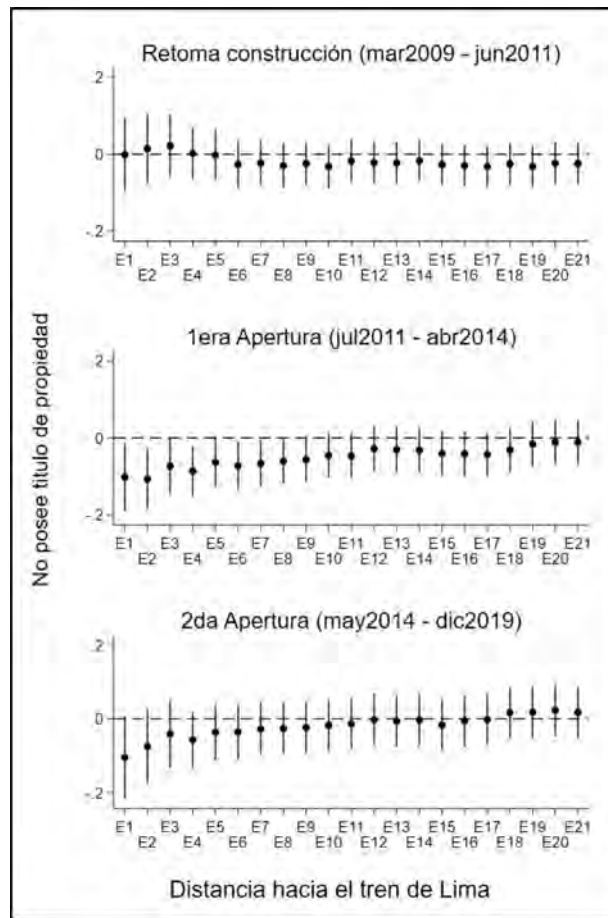 No posee titulo de propiedad
Retoma construcción (mar2009 - jun2011)
.2
0
-.2
E1 E3 E5 E7 E9 E11 E13 E15 E17 E19 E21
E2 E4 E6 E8 E10 E12 E14 E16 E18 E20
1era Apertura (jul2011 - abr2014)
.2
0
-.2
E1 E3 E5 E7 E9 E11 E13 E15 E17 E19 E21
E2 E4 E6 E8 E10 E12 E14 E16 E18 E20
2da Apertura (may2014 - dic2019)
.2
0
-.2
E1 E3 E5 E7 E9 E11 E13 E15 E17 E19 E21
E2 E4 E6 E8 E10 E12 E14 E16 E18 E20
Distancia hacia el tren de Lima